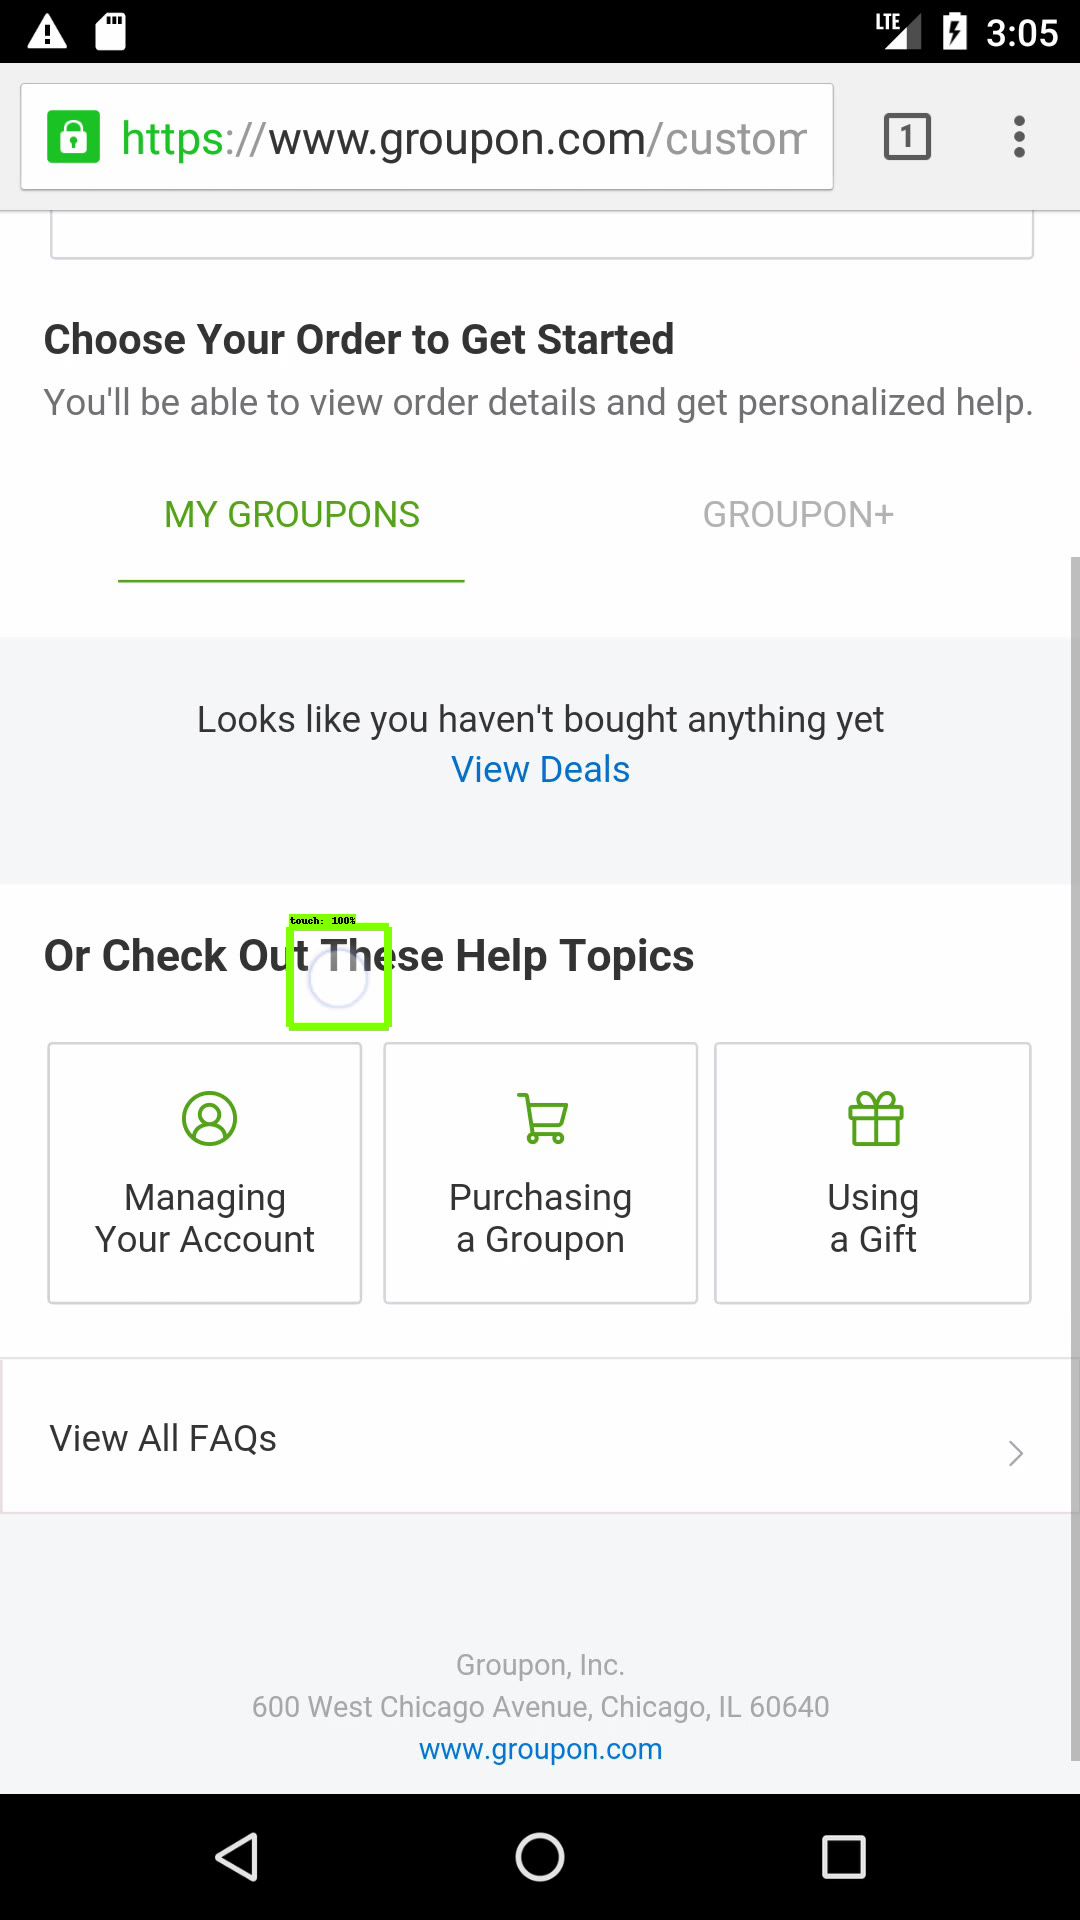 LTE 3:05
https://www.groupon.com/custom
1
Choose Your Order to Get Started
You'll be able to view order details and get personalized help.
MY GROUPONS GROUPON+
Looks like you haven't bought anything yet
View Deals
touch: 100%
Or Check Out These Help Topics
Managing
Your Account
Purchasing
a Groupon
Using
a Gift
View All FAQs
Groupon, Inc.
600 West Chicago Avenue, Chicago, IL 60640
www.groupon.com